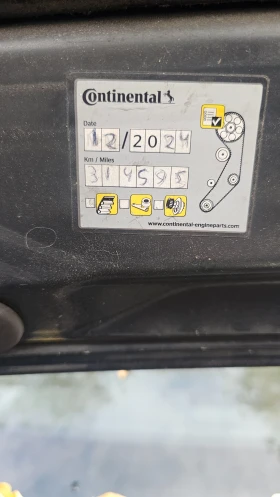 Continental
Date
12/2024
Km / Miles
314595
www.continental-engineparts.com